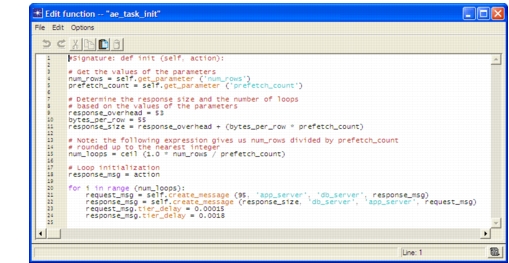 Edit function -- "ae_task_init"
File Edit Options
1 #Signature: def init (self, action):
2
3 # Get the values of the parameters
4 num_rows = self.get_parameter ('num_rows')
5 prefetch_count = self.get_parameter ('prefetch_count')
6
7 # Determine the response size and the number of loops
8 # based on the values of the parameters
9 response_overhead = 53
10 bytes_per_row = 55
11 response_size = response_overhead + (bytes_per_row * prefetch_count)
12
13 # Note: the following expression gives us num_rows divided by prefetch_count
14 # rounded up to the nearest integer
15 num_loops = ceil (1.0 * num_rows / prefetch_count)
16
17 # Loop initialization
18 response_msg = action
19
20 for i in range (num_loops):
21 request_msg = self.create_message (95, 'app_server', 'db_server', response_msg)
22 response_msg = self.create_message (response_size, 'db_server', 'app_server', request_msg)
23 request_msg.tier_delay = 0.00015
24 response_msg.tier_delay = 0.0018
25
Line: 1